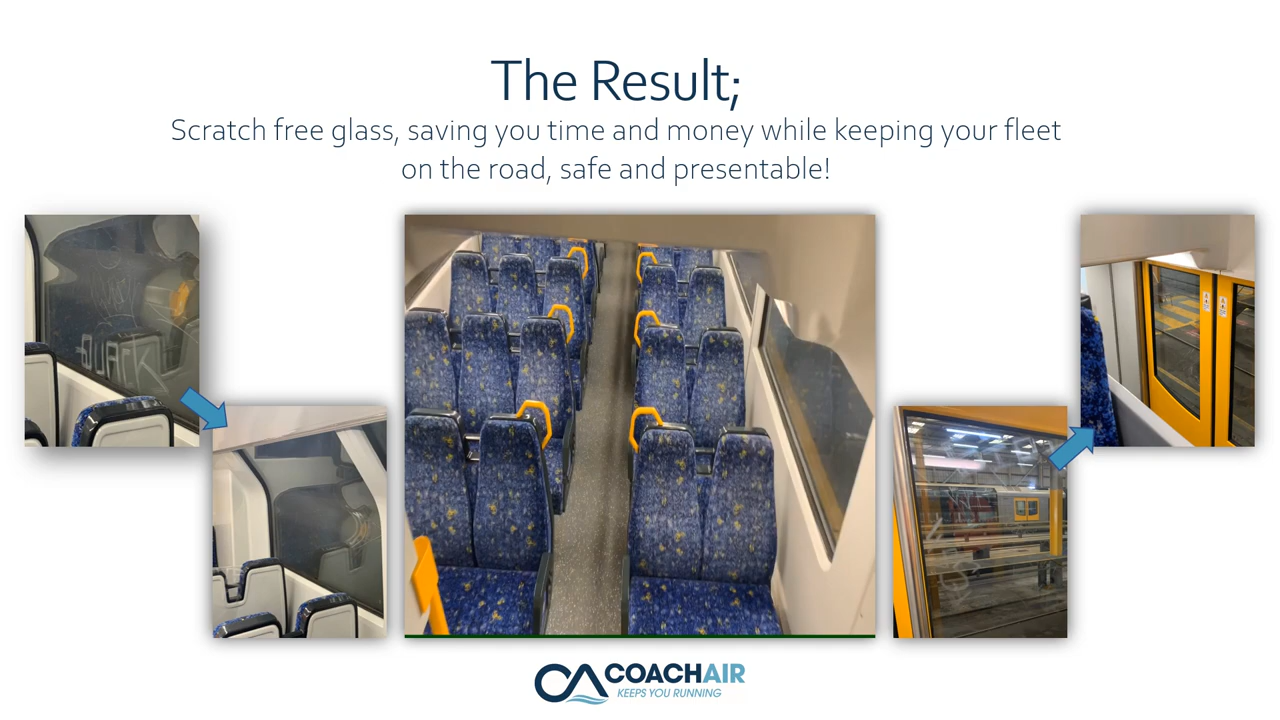 The Result;
Scratch free glass, saving you time and money while keeping your fleet
on the road, safe and presentable!
QUACK
COACHAIR
KEEPS YOU RUNNING